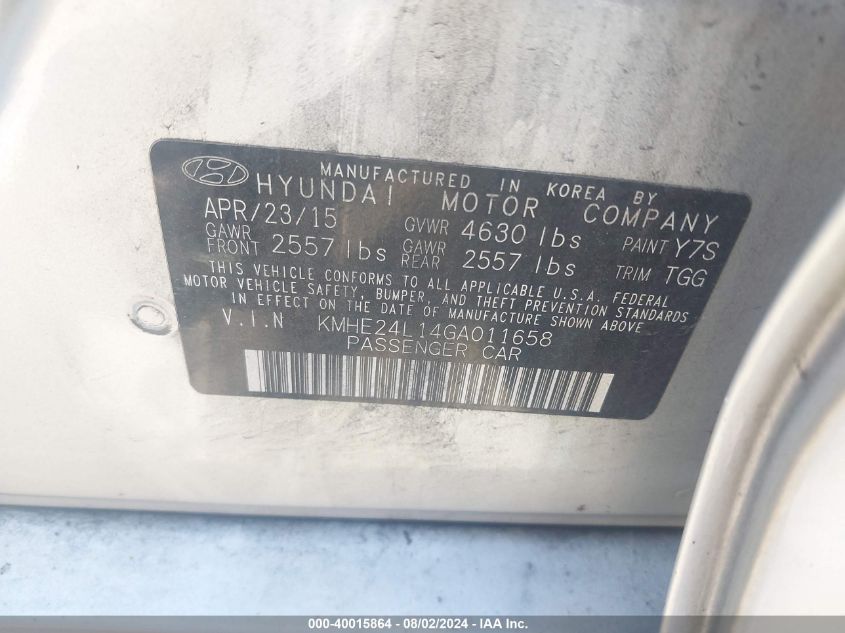 MANUFACTURED IN KOREA BY
HYUNDAI MOTOR COMPANY
APR/23/15 GVWR 4630 lbs PAINT Y7S
GAWR FRONT 2557 lbs GAWR REAR 2557 lbs TRIM TGG
THIS VEHICLE CONFORMS TO ALL APPLICABLE U.S.A. FEDERAL
MOTOR VEHICLE SAFETY, BUMPER, AND THEFT PREVENTION STANDARDS
IN EFFECT ON THE DATE OF MANUFACTURE SHOWN ABOVE.
V.I.N KMHE24L14GA011658
PASSENGER CAR
000-40015864 - 08/02/2024 - IAAI.com